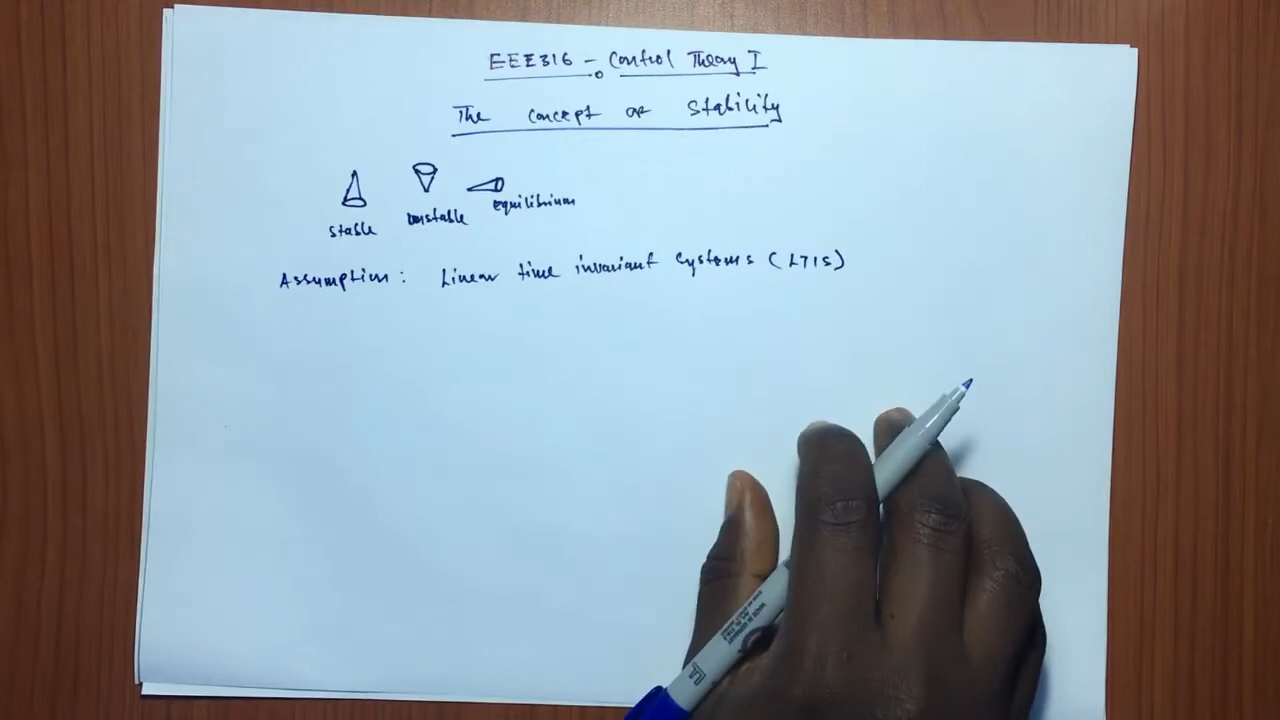 EEE316 - Control Theory I
The concept of Stability
stable unstable equilibrium
Assumption: Linear time invariant systems (LTIS)